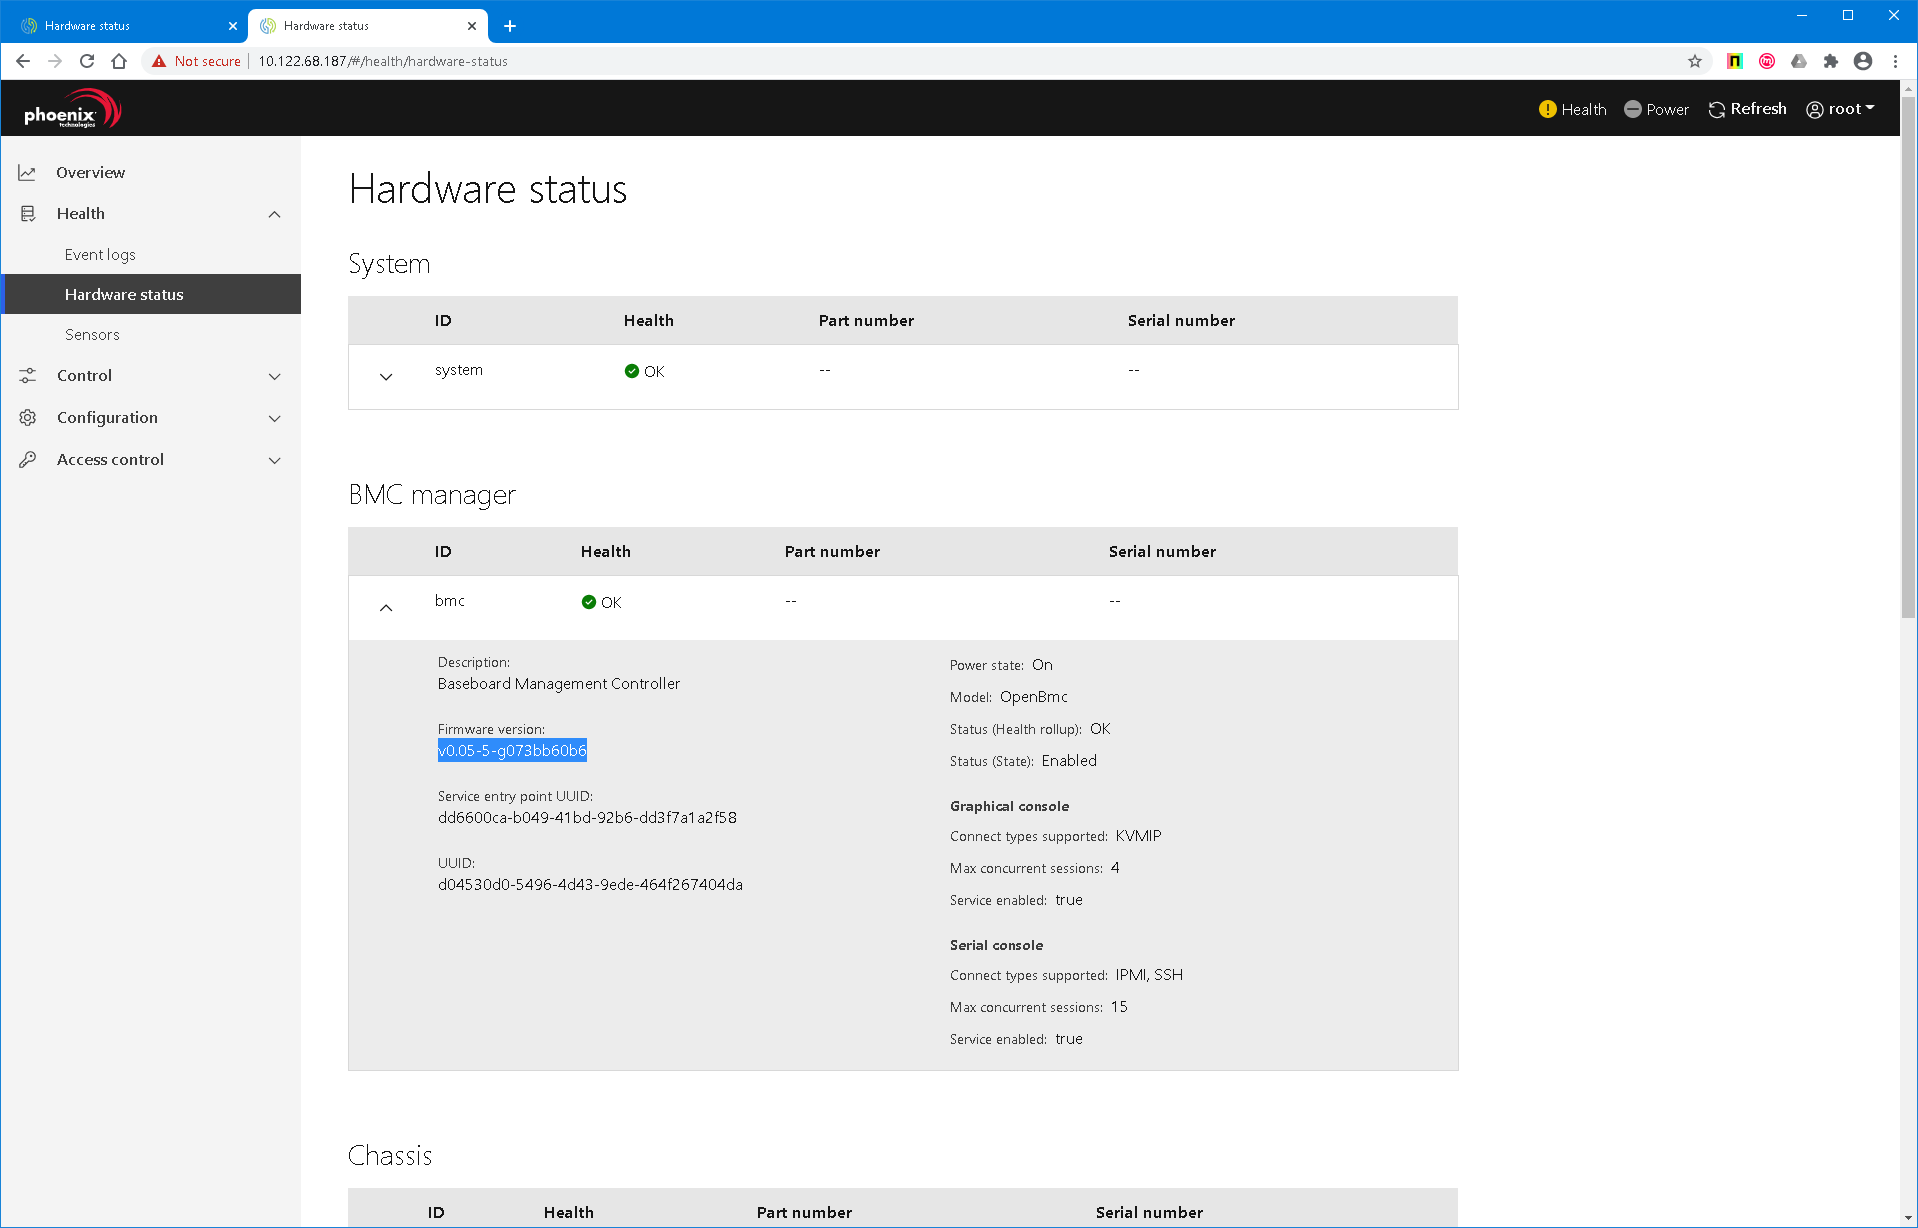 Hardware status
Hardware status
Not secure
10.122.68.187/#/health/hardware-status
phoenix
technologies
Health
Power
Refresh
root
Overview
Health
Event logs
Hardware status
Sensors
Control
Configuration
Access control
Hardware status
System
ID Health Part number Serial number
system OK -- --
BMC manager
ID Health Part number Serial number
bmc OK -- --
Description:
Baseboard Management Controller
Firmware version:
v0.05-5-g073bb60b6
Service entry point UUID:
dd6600ca-b049-41bd-92b6-dd3f7a1a2f58
UUID:
d04530d0-5496-4d43-9ede-464f267404da
Power state: On
Model: OpenBmc
Status (Health rollup): OK
Status (State): Enabled
Graphical console
Connect types supported: KVMIP
Max concurrent sessions: 4
Service enabled: true
Serial console
Connect types supported: IPMI, SSH
Max concurrent sessions: 15
Service enabled: true
Chassis
ID Health Part number Serial number